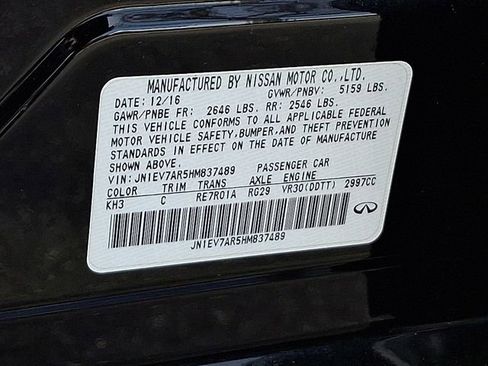 MANUFACTURED BY NISSAN MOTOR CO.,LTD.
DATE: 12/16 GVWR/PNBV: 5159 LBS.
GAWR/PNBE FR: 2646 LBS. RR: 2546 LBS.
THIS VEHICLE CONFORMS TO ALL APPLICABLE FEDERAL
MOTOR VEHICLE SAFETY,BUMPER,AND THEFT PREVENTION
STANDARDS IN EFFECT ON THE DATE OF MANUFACTURE
SHOWN ABOVE.
VIN: JN1EV7AR5HM837489 PASSENGER CAR
COLOR TRIM TRANS AXLE ENGINE
KH3 C RE7R01A RG29 VR30(DDTT) 2997CC
JN1EV7AR5HM837489